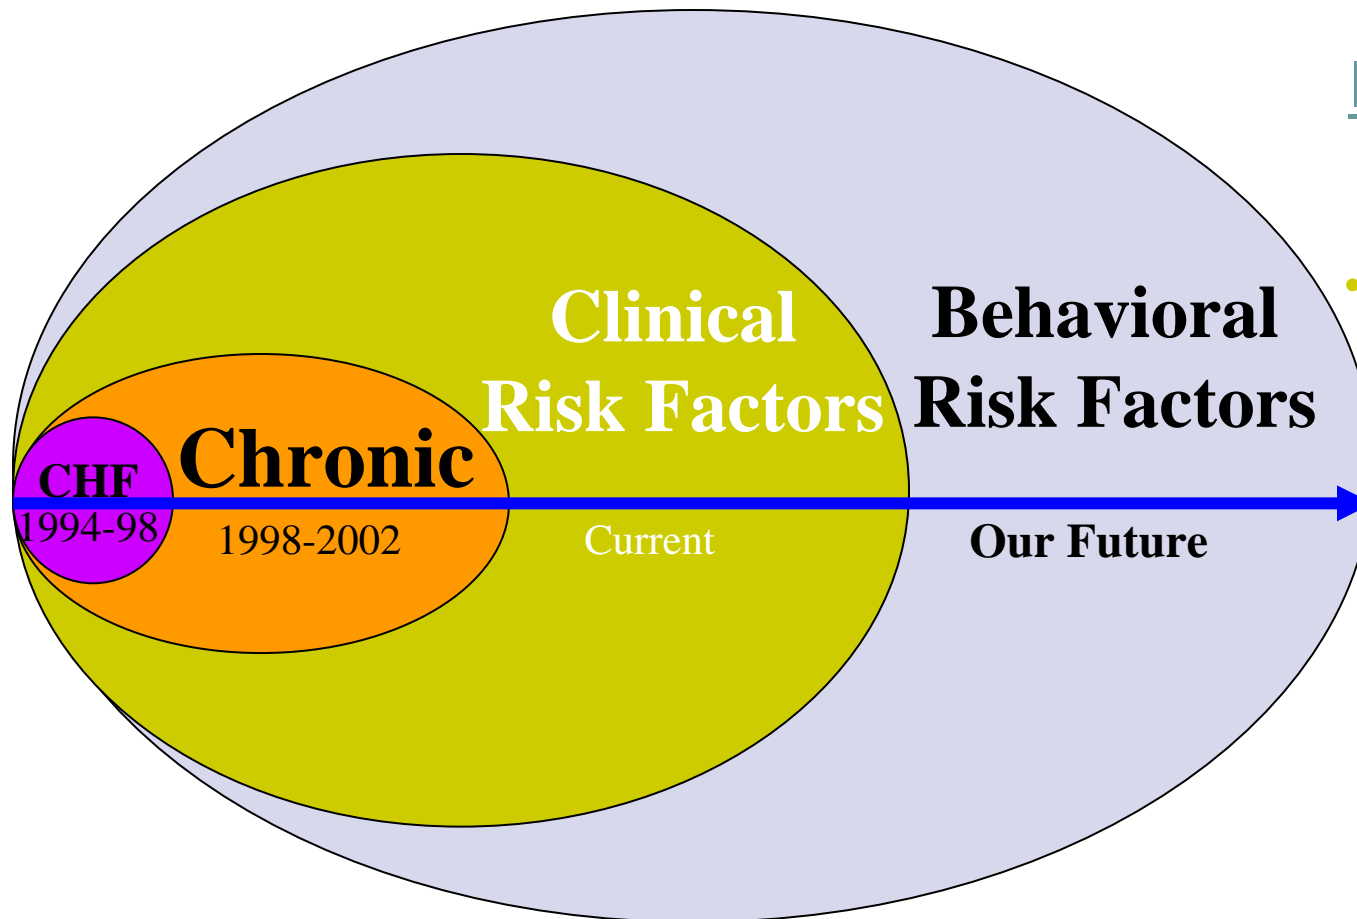 Clinical
Risk Factors
Behavioral
Risk Factors
CHF
1994-98
Chronic
1998-2002
Current
Our Future